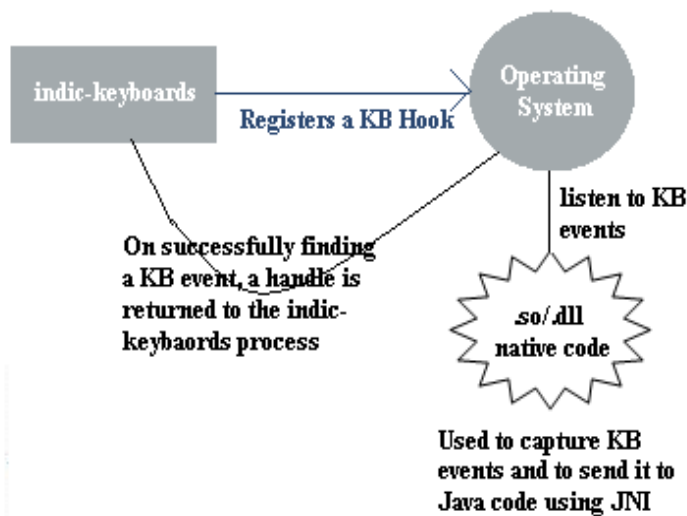 indic-keyboards
Operating
System
Registers a KB Hook
listen to KB
events
On successfully finding
a KB event, a handle is
returned to the indic-
keybaords process
.so/.dll
native code
Used to capture KB
events and to send it to
Java code using JNI